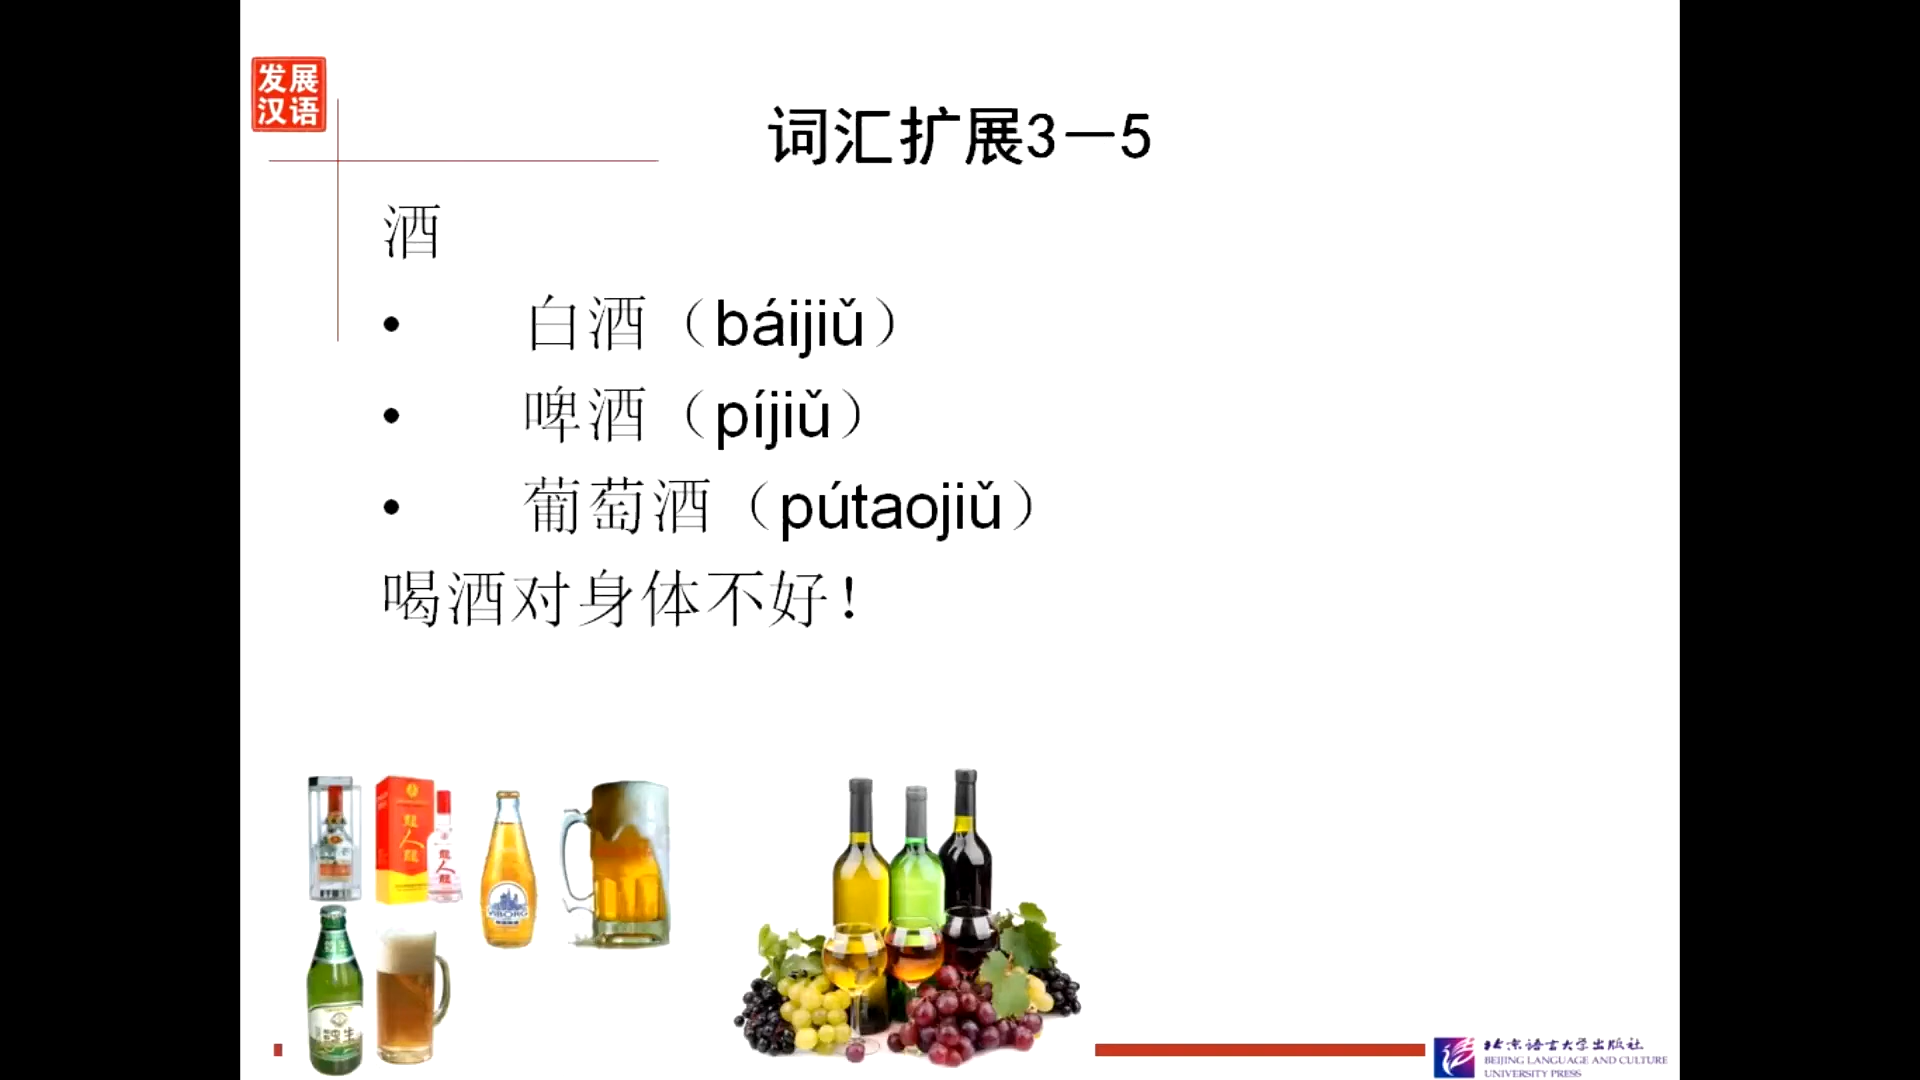 发展
汉语
词汇扩展3－5
酒
• 白酒（báijiǔ）
• 啤酒（píjiǔ）
• 葡萄酒（pútaojiǔ）
喝酒对身体不好！
北京语言大学出版社
BEIJING LANGUAGE AND CULTURE
UNIVERSITY PRESS